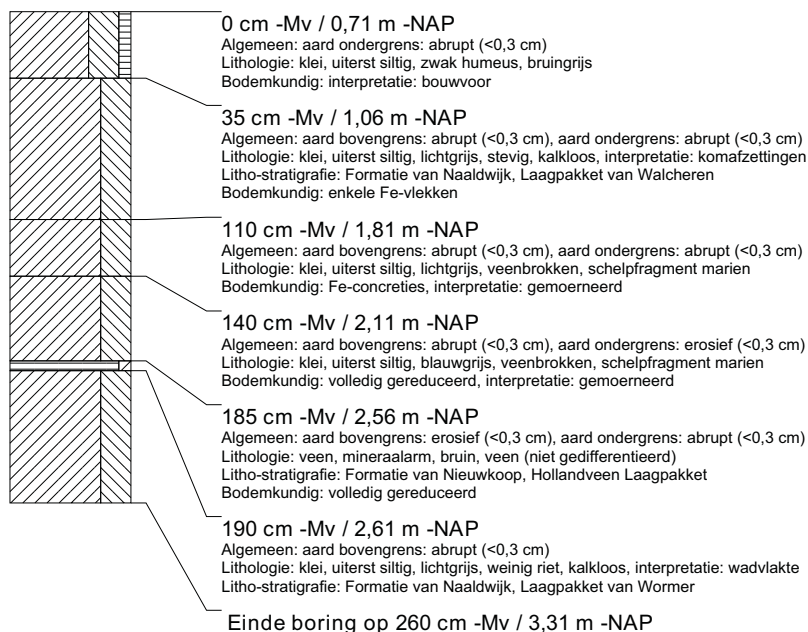 0 cm -Mv / 0,71 m -NAP
Algemeen: aard ondergrens: abrupt (<0,3 cm)
Lithologie: klei, uiterst siltig, zwak humeus, bruingrijs
Bodemkundig: interpretatie: bouwvoor
35 cm -Mv / 1,06 m -NAP
Algemeen: aard bovengrens: abrupt (<0,3 cm), aard ondergrens: abrupt (<0,3 cm)
Lithologie: klei, uiterst siltig, lichtgrijs, stevig, kalkloos, interpretatie: komafzettingen
Litho-stratigrafie: Formatie van Naaldwijk, Laagpakket van Walcheren
Bodemkundig: enkele Fe-vlekken
110 cm -Mv / 1,81 m -NAP
Algemeen: aard bovengrens: abrupt (<0,3 cm), aard ondergrens: abrupt (<0,3 cm)
Lithologie: klei, uiterst siltig, lichtgrijs, veenbrokken, schelpfragment marien
Bodemkundig: Fe-concreties, interpretatie: gemoerneerd
140 cm -Mv / 2,11 m -NAP
Algemeen: aard bovengrens: abrupt (<0,3 cm), aard ondergrens: erosief (<0,3 cm)
Lithologie: klei, uiterst siltig, blauwgrijs, veenbrokken, schelpfragment marien
Bodemkundig: volledig gereduceerd, interpretatie: gemoerneerd
185 cm -Mv / 2,56 m -NAP
Algemeen: aard bovengrens: erosief (<0,3 cm), aard ondergrens: abrupt (<0,3 cm)
Lithologie: veen, mineraalarm, bruin, veen (niet gedifferentieerd)
Litho-stratigrafie: Formatie van Nieuwkoop, Hollandveen Laagpakket
Bodemkundig: volledig gereduceerd
190 cm -Mv / 2,61 m -NAP
Algemeen: aard bovengrens: abrupt (<0,3 cm)
Lithologie: klei, uiterst siltig, lichtgrijs, weinig riet, kalkloos, interpretatie: wadvlakte
Litho-stratigrafie: Formatie van Naaldwijk, Laagpakket van Wormer
Einde boring op 260 cm -Mv / 3,31 m -NAP